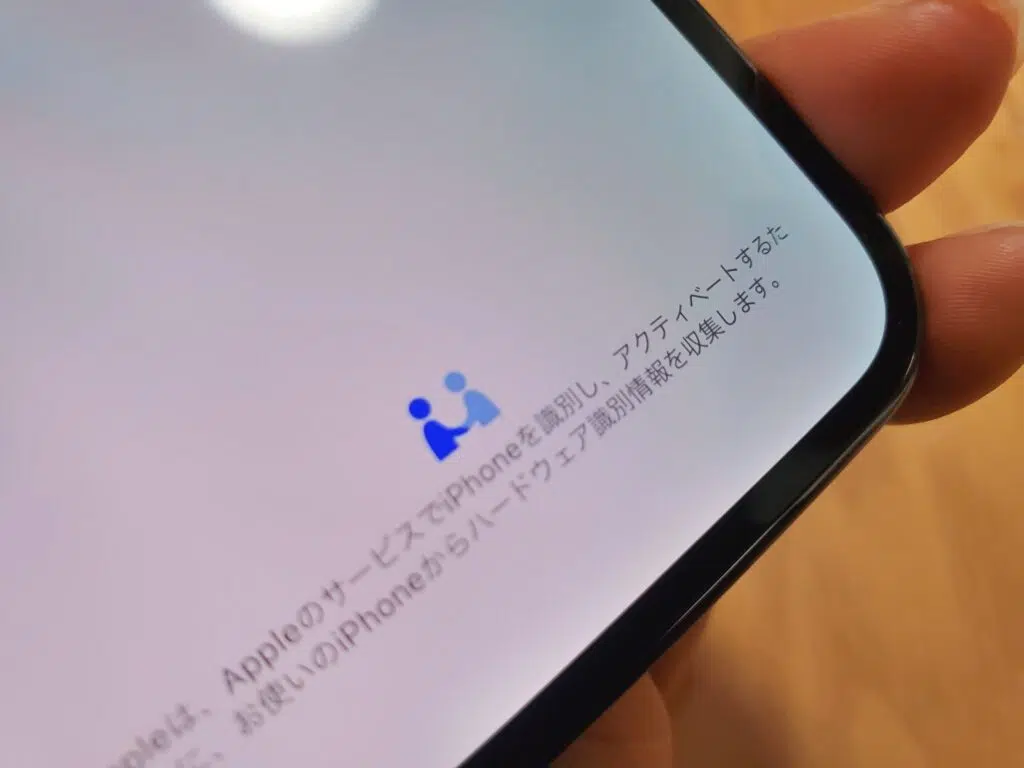 ppleは、AppleのサービスでiPhoneを識別し、アクティベートするた
に、お使いのiPhoneからハードウェア識別情報を収集します。